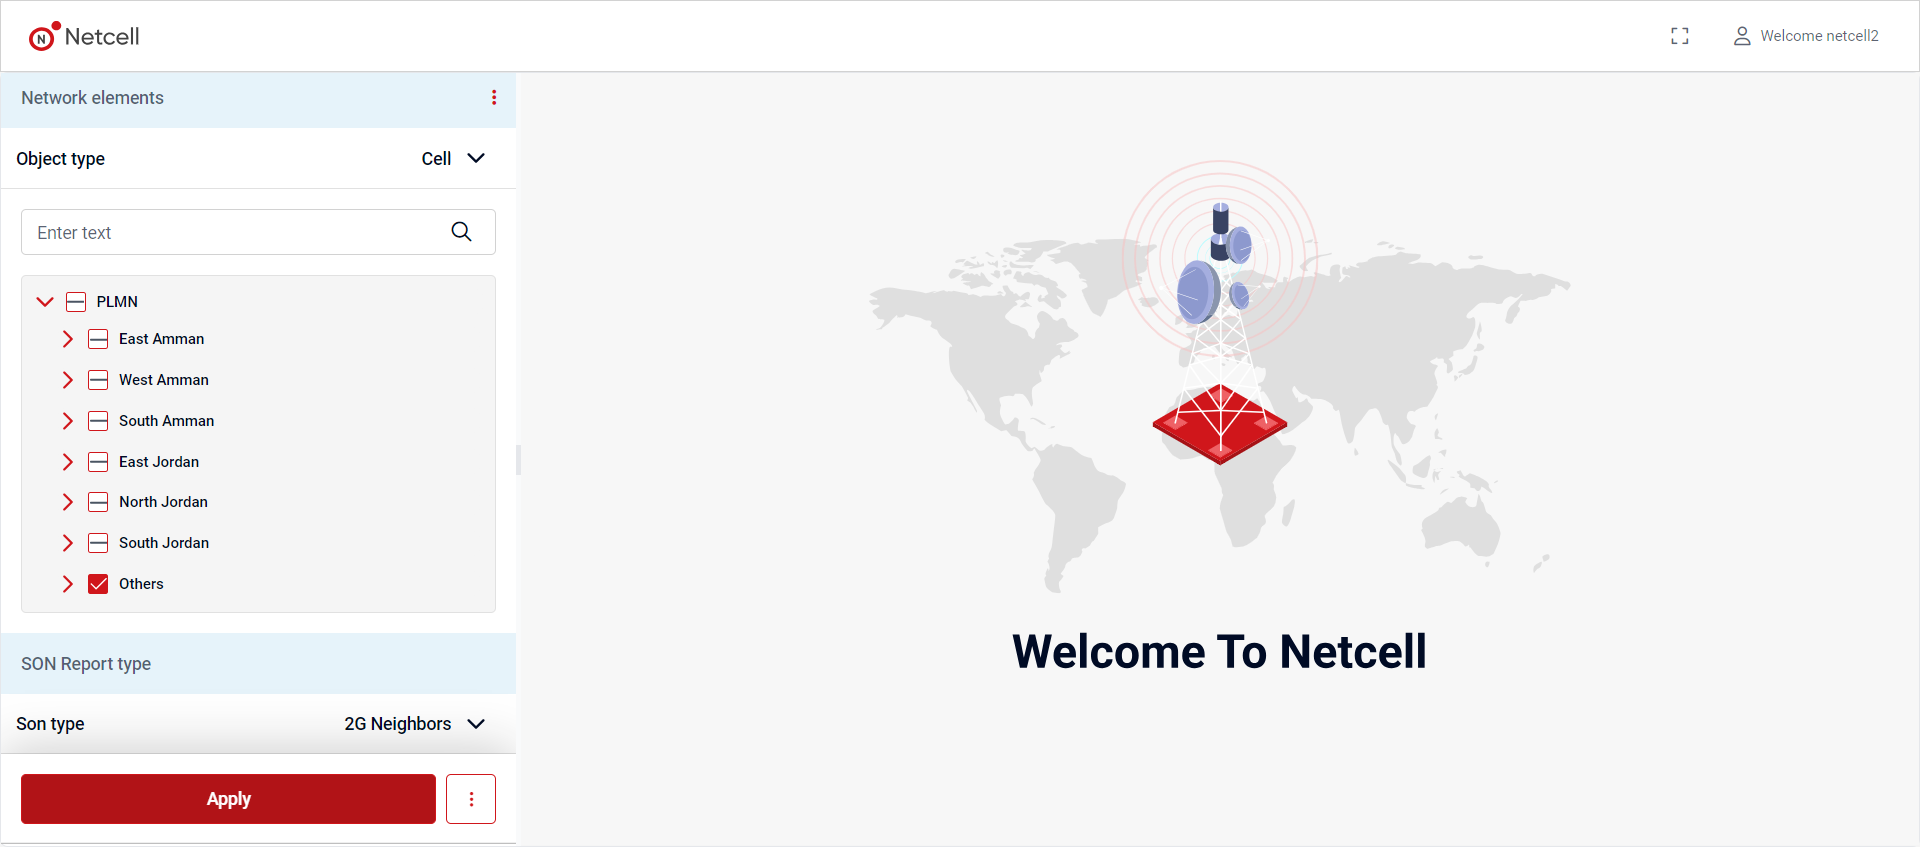 N Netcell
Welcome netcell2
Network elements
Object type Cell
Enter text
PLMN
East Amman
West Amman
South Amman
East Jordan
North Jordan
South Jordan
Others
SON Report type
Son type 2G Neighbors
Apply
Welcome To Netcell